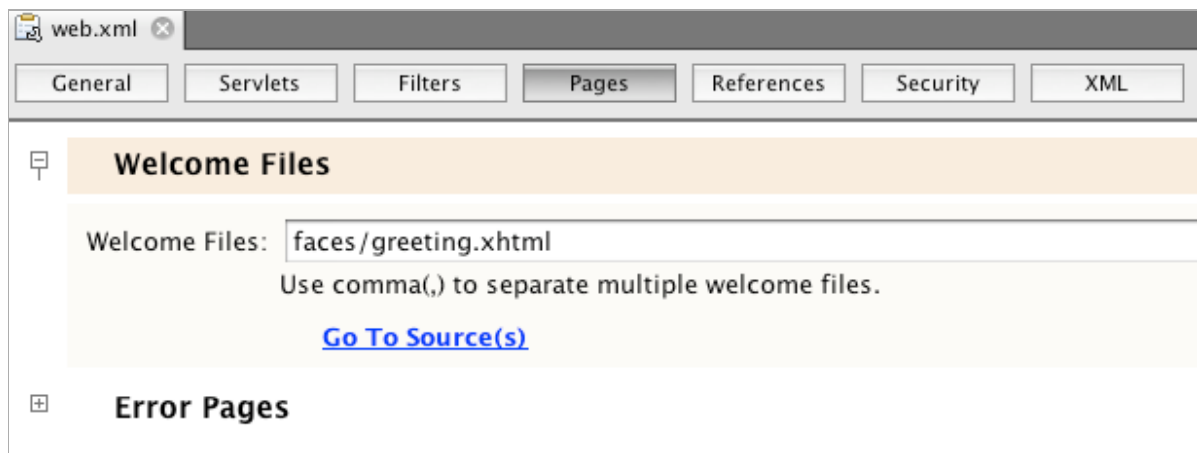 web.xml
General Servlets Filters Pages References Security XML
Welcome Files
Welcome Files: faces/greeting.xhtml
Use comma(,) to separate multiple welcome files.
Go To Source(s)
Error Pages